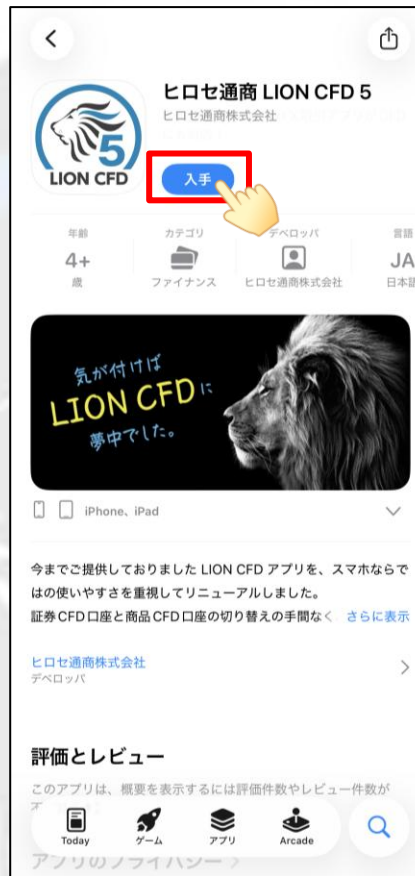 ヒロセ通商 LION CFD 5
ヒロセ通商株式会社
5
LION CFD
入手
年齢
4+
歳
カテゴリ
ファイナンス
デベロッパ
ヒロセ通商株式会社
言語
JA
日本語
気が付けば
LION CFDに
夢中でした。
iPhone、iPad
今までご提供しておりました LION CFD アプリを、スマホならで
はの使いやすさを重視してリニューアルしました。
証券CFD口座と商品CFD口座の切り替えの手間なく さらに表示
ヒロセ通商株式会社
デベロッパ
評価とレビュー
このアプリは、概要を表示するには評価件数やレビュー件数が
Today
ゲーム
アプリ
Arcade
アプリのプライバシー